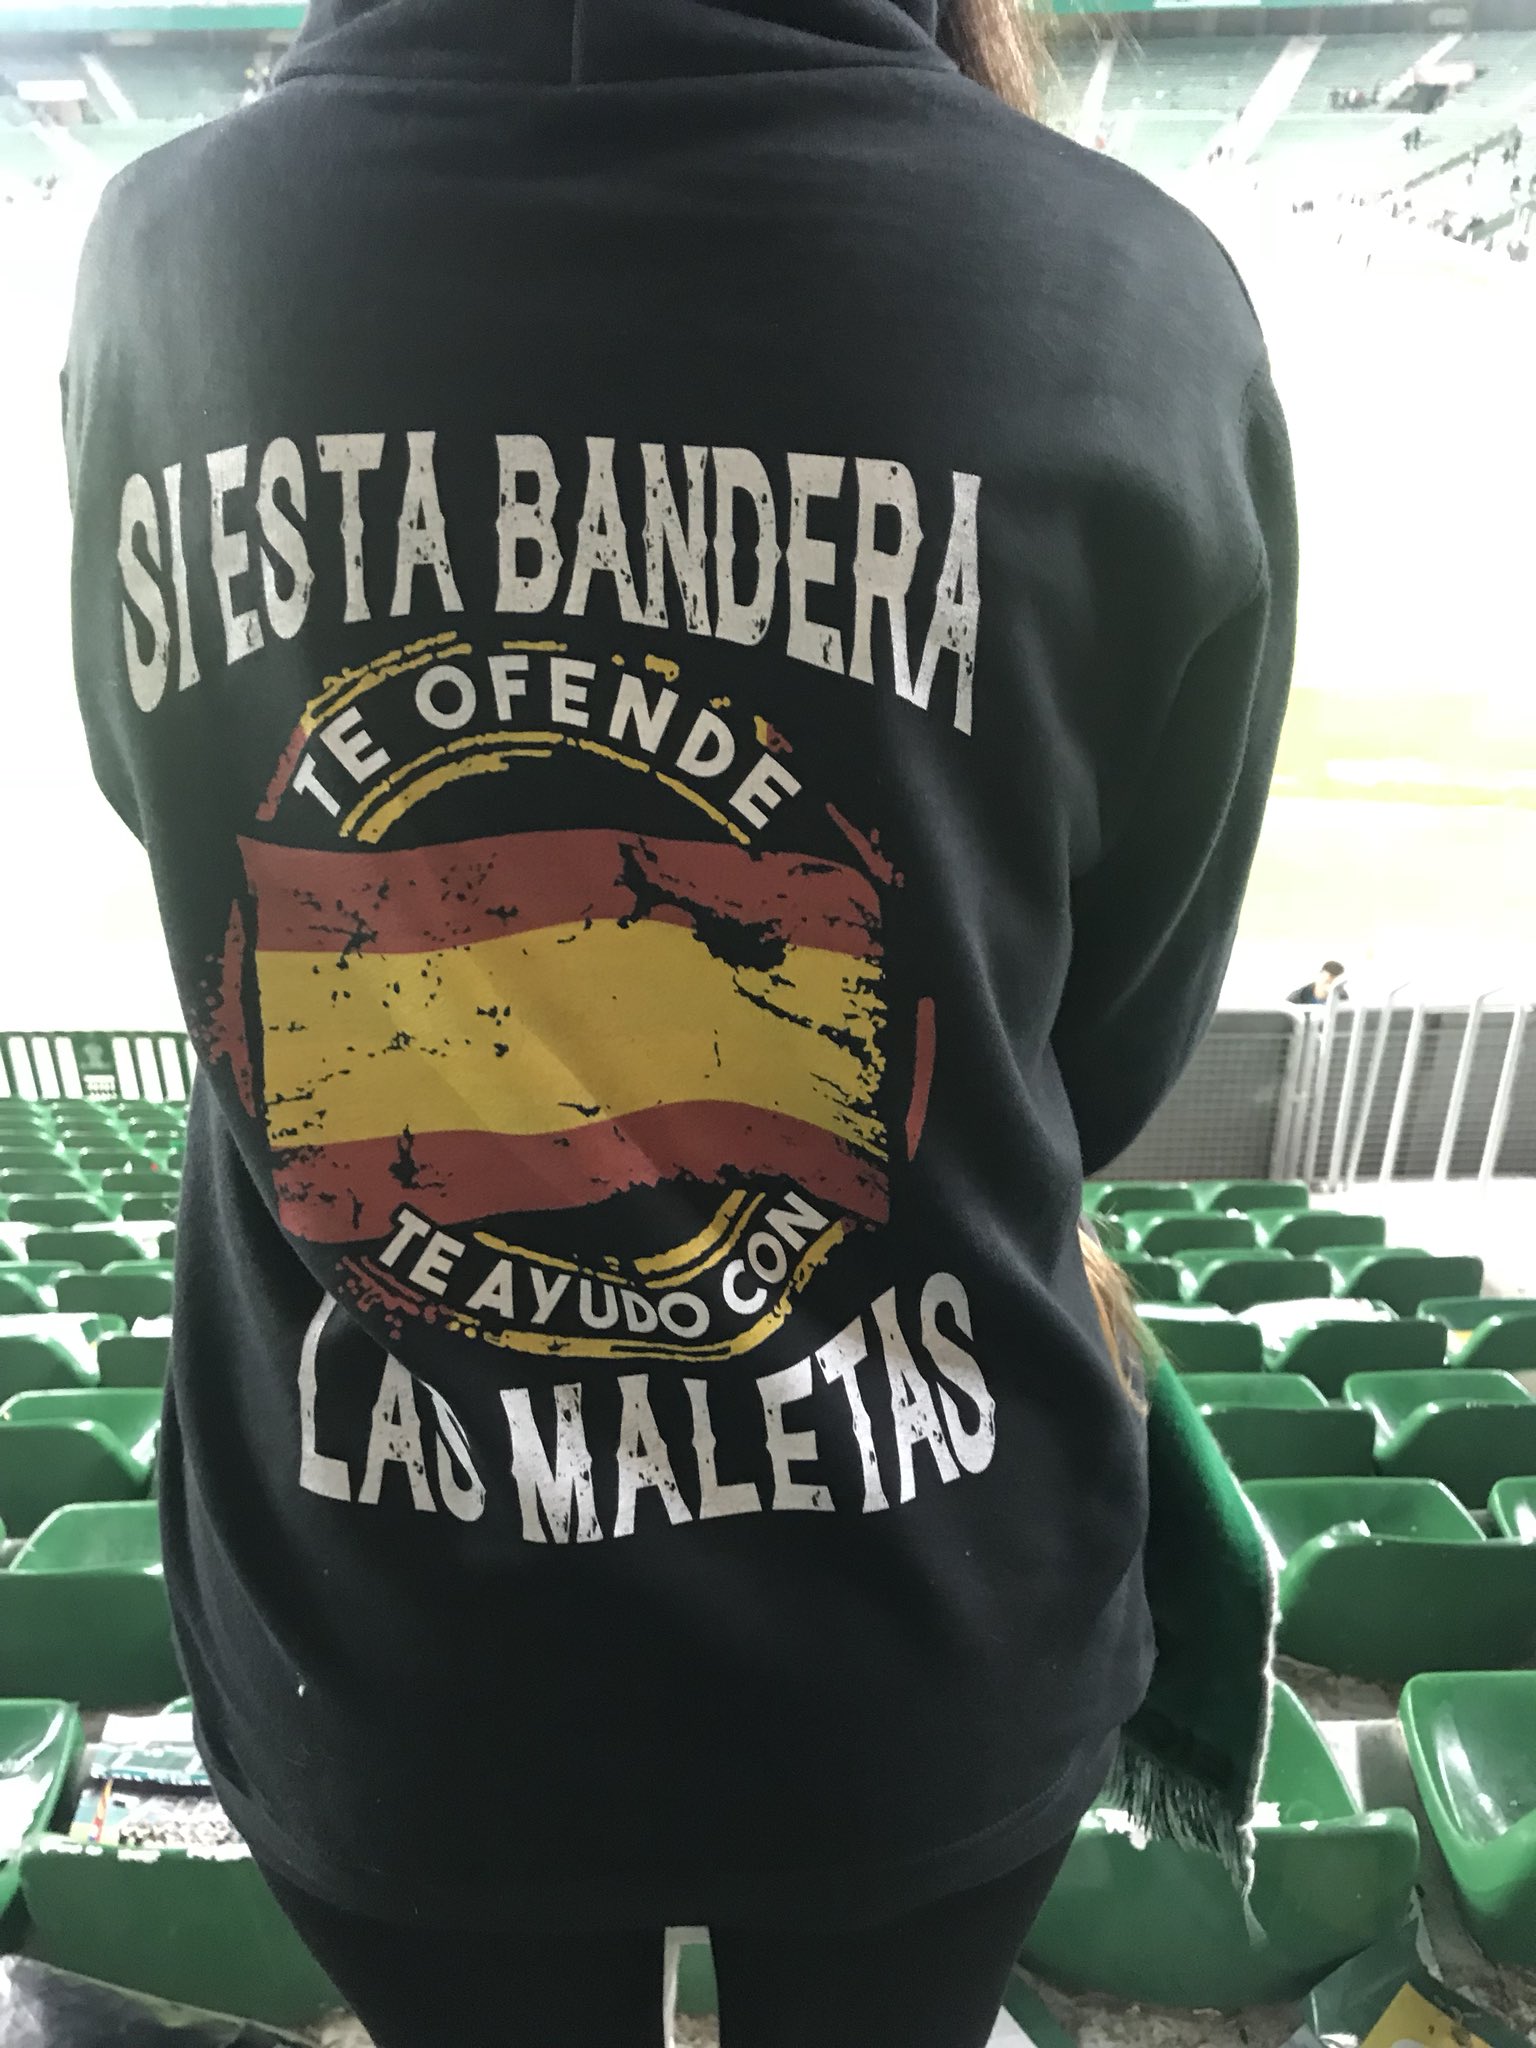 SI ESTA BANDERA
TE OFENDE
TE AYUDO CON
LAS MALETAS